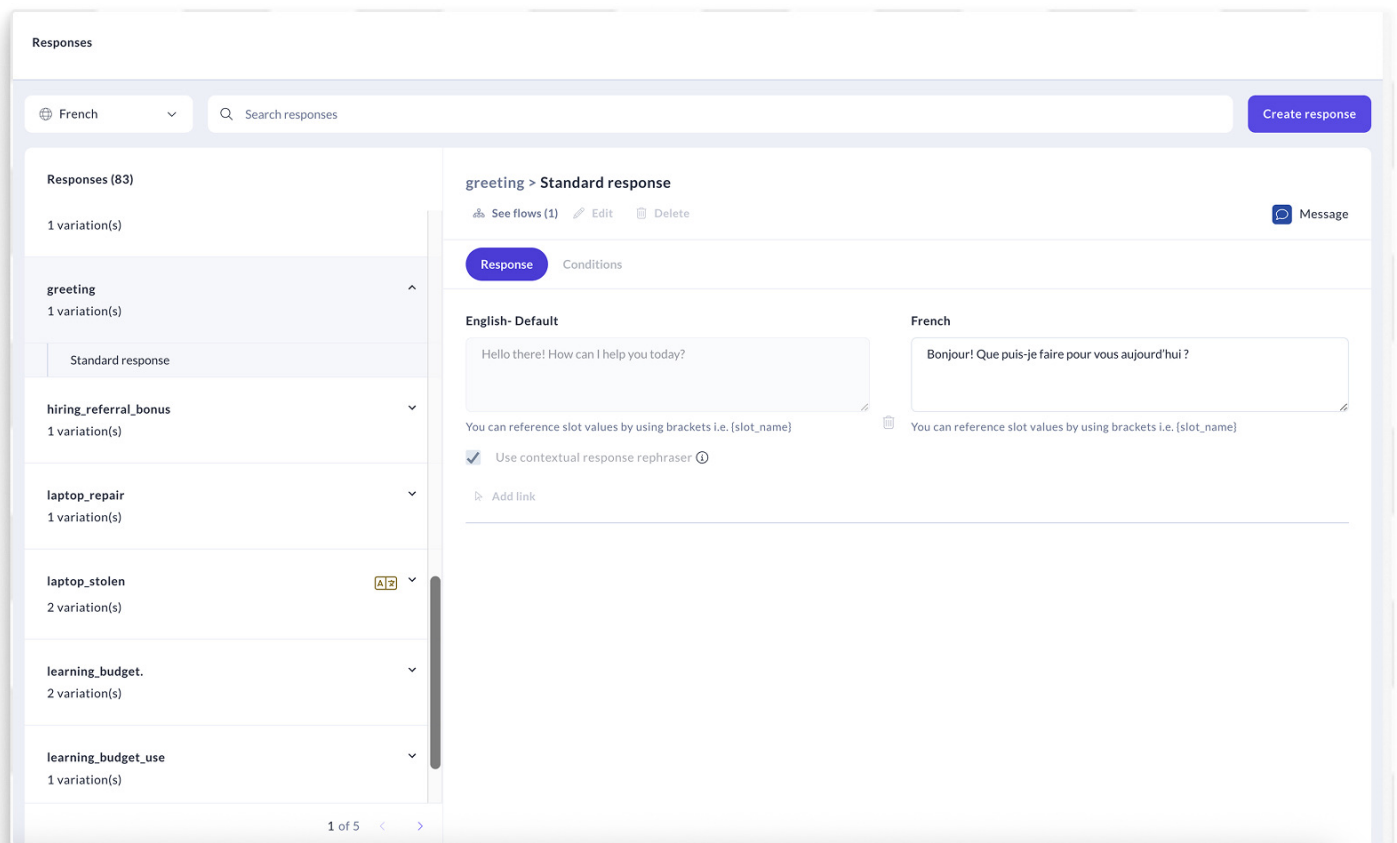 Responses
French
Search responses
Create response
Responses (83)
1 variation(s)
greeting
1 variation(s)
Standard response
hiring_referral_bonus
1 variation(s)
laptop_repair
1 variation(s)
laptop_stolen
2 variation(s)
learning_budget.
2 variation(s)
learning_budget_use
1 variation(s)
1 of 5
greeting > Standard response
See flows (1) Edit Delete
Message
Response Conditions
English- Default
Hello there! How can I help you today?
You can reference slot values by using brackets i.e. {slot_name}
Use contextual response rephraser
Add link
French
Bonjour! Que puis-je faire pour vous aujourd'hui ?
You can reference slot values by using brackets i.e. {slot_name}